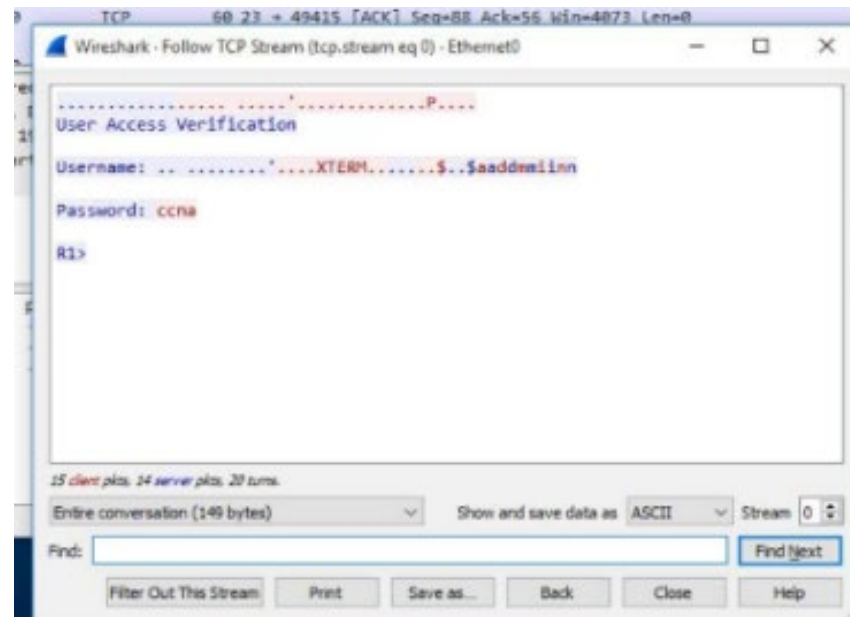 TCP 60 23 → 49415 [ACK] Seq=88 Ack=56 Win=4073 Len=0
Wireshark · Follow TCP Stream (tcp.stream eq 0) · Ethernet0
................. .....'.............P....
User Access Verification
Username: .. ........'....XTERM.......$..$aaddmmiinn
Password: ccna
R1>
15 client pkts, 14 server pkts, 20 turns.
Entire conversation (149 bytes)
Show and save data as ASCII
Stream 0
Find:
Find Next
Filter Out This Stream
Print
Save as...
Back
Close
Help